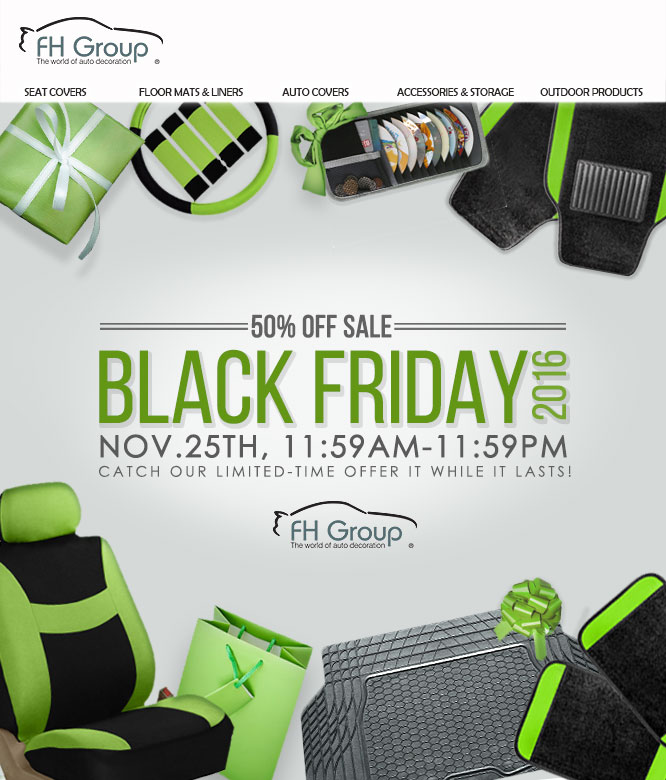 FH Group
The world of auto decoration ®
SEAT COVERS FLOOR MATS & LINERS AUTO COVERS ACCESSORIES & STORAGE OUTDOOR PRODUCTS
50% OFF SALE
BLACK FRIDAY 2016
NOV.25TH, 11:59AM-11:59PM
CATCH OUR LIMITED-TIME OFFER IT WHILE IT LASTS!
FH Group
The world of auto decoration ®